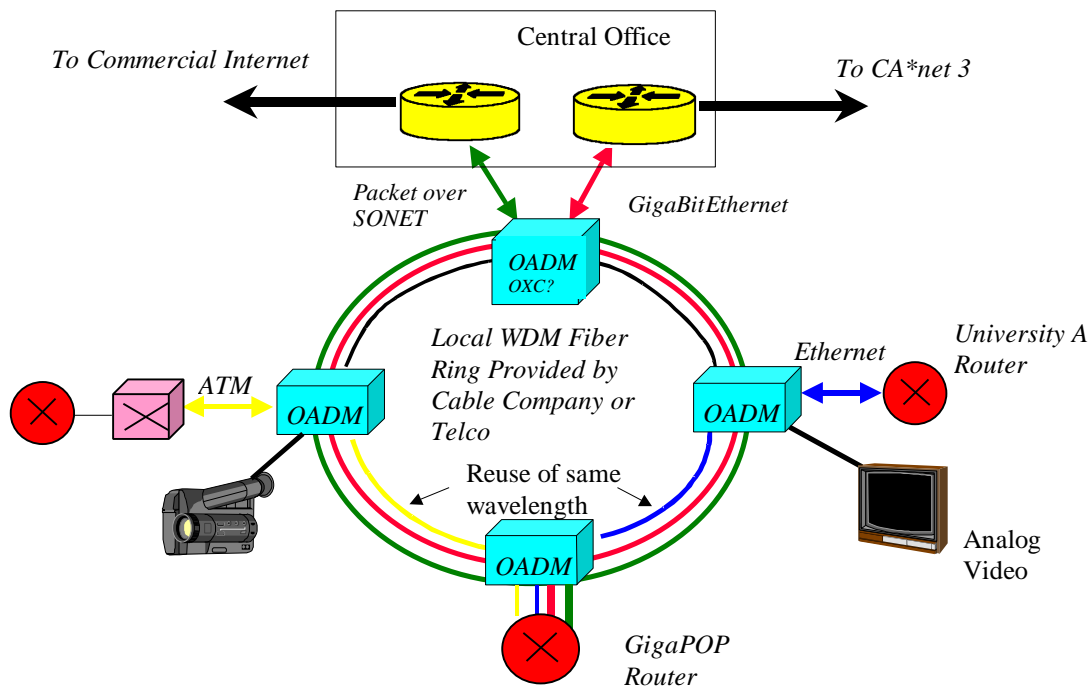 Central Office
To Commercial Internet
To CA*net 3
Packet over
SONET
GigaBitEthernet
OADM
OXC?
Local WDM Fiber
Ring Provided by
Cable Company or
Telco
University A
Router
Ethernet
ATM
OADM
OADM
Reuse of same
wavelength
Analog
Video
OADM
GigaPOP
Router